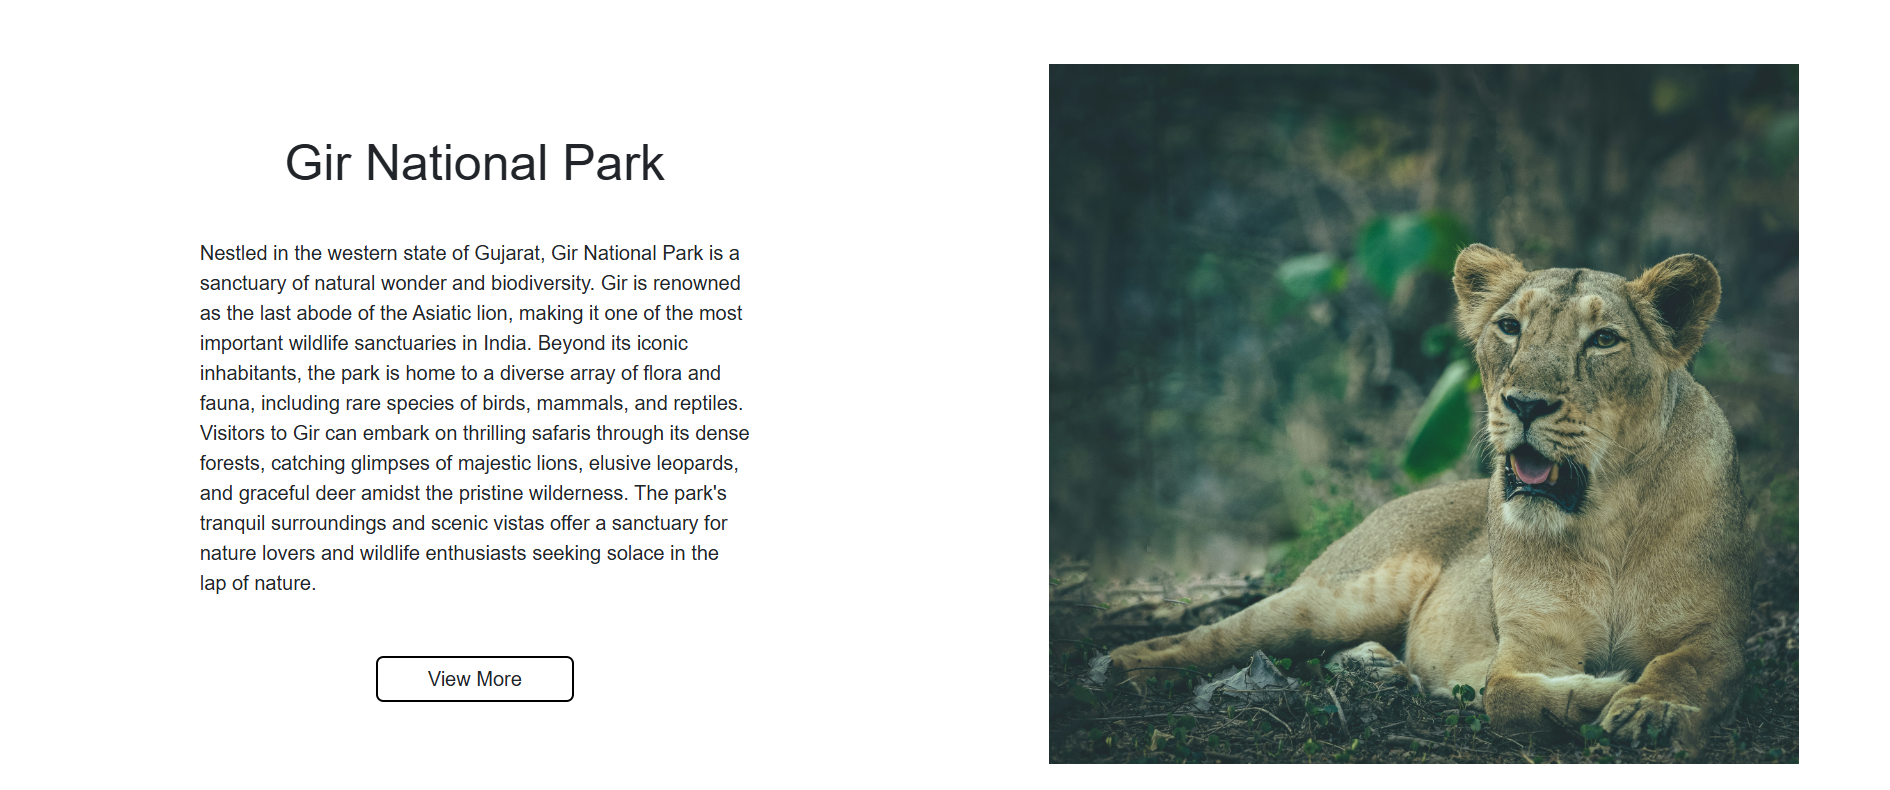 Gir National Park
Nestled in the western state of Gujarat, Gir National Park is a
sanctuary of natural wonder and biodiversity. Gir is renowned
as the last abode of the Asiatic lion, making it one of the most
important wildlife sanctuaries in India. Beyond its iconic
inhabitants, the park is home to a diverse array of flora and
fauna, including rare species of birds, mammals, and reptiles.
Visitors to Gir can embark on thrilling safaris through its dense
forests, catching glimpses of majestic lions, elusive leopards,
and graceful deer amidst the pristine wilderness. The park's
tranquil surroundings and scenic vistas offer a sanctuary for
nature lovers and wildlife enthusiasts seeking solace in the
lap of nature.
View More